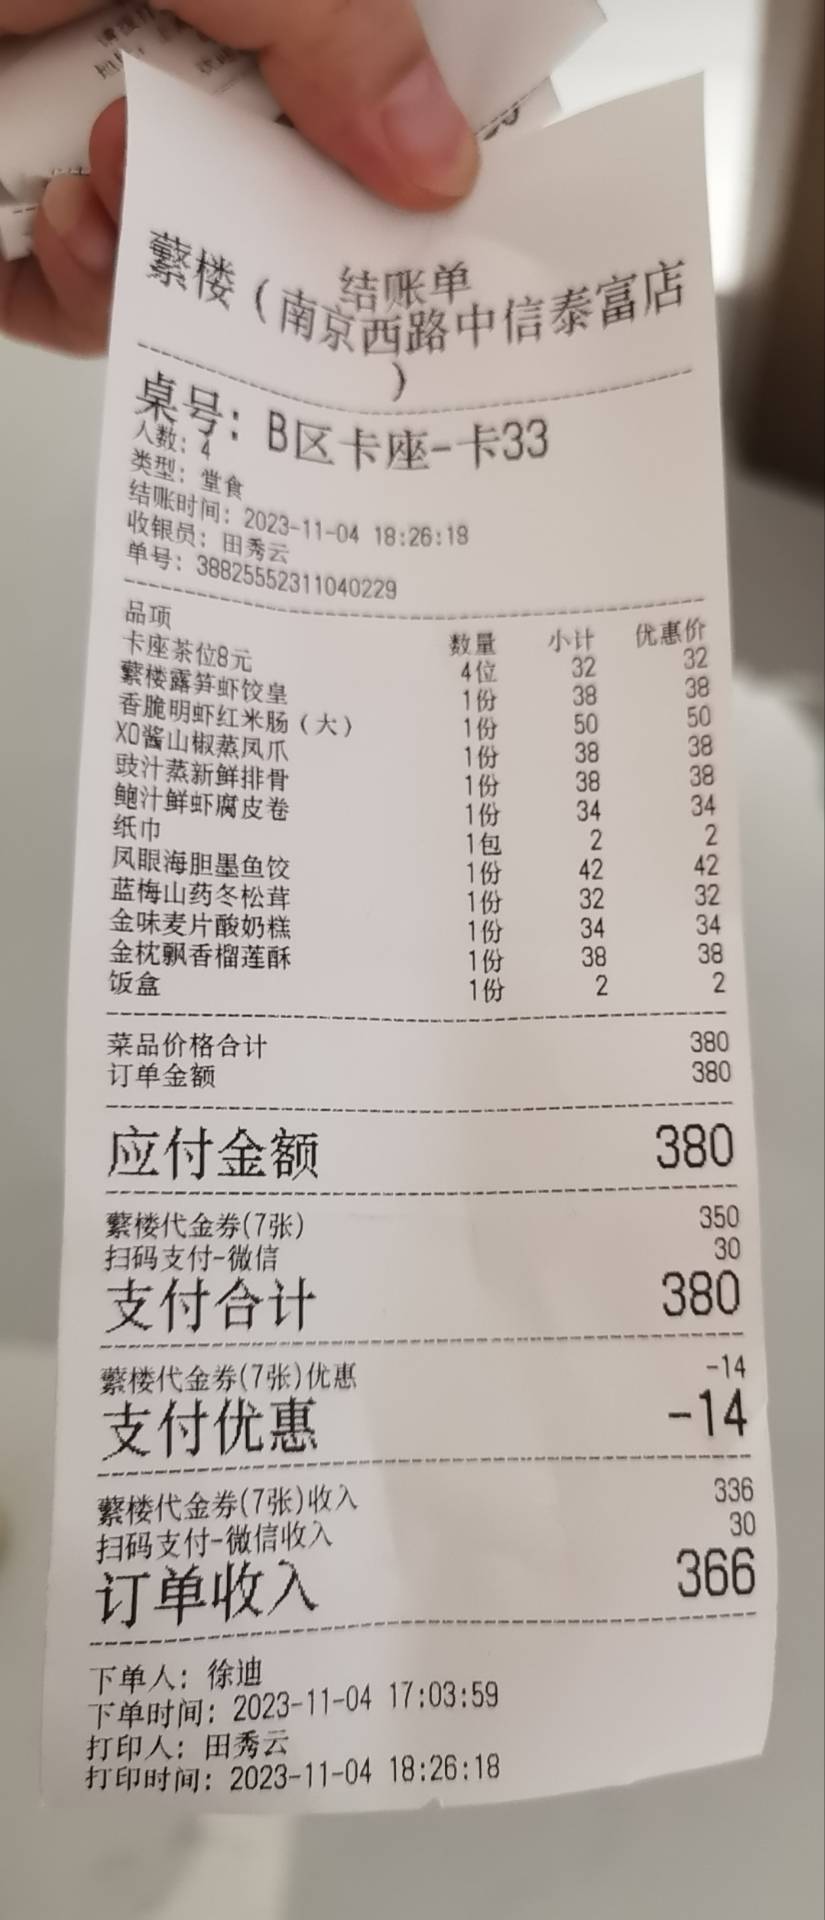 结账单
蘩楼（南京西路中信泰富店
）
桌号: B区卡座-卡33
人数: 4
类型: 堂食
结账时间: 2023-11-04 18:26:18
收银员: 田秀云
单号: 38825552311040229
品项 数量 小计 优惠价
卡座茶位8元 4位 32 32
蘩楼露笋虾饺皇 1份 38 38
香脆明虾红米肠（大） 1份 50 50
XO酱山椒蒸凤爪 1份 38 38
豉汁蒸新鲜排骨 1份 38 38
鲍汁鲜虾腐皮卷 1份 34 34
纸巾 1包 2 2
凤眼海胆墨鱼饺 1份 42 42
蓝梅山药冬松茸 1份 32 32
金味麦片酸奶糕 1份 34 34
金枕飘香榴莲酥 1份 38 38
饭盒 1份 2 2
菜品价格合计 380
订单金额 380
应付金额 380
蘩楼代金券(7张) 350
扫码支付-微信 30
支付合计 380
蘩楼代金券(7张)优惠 -14
支付优惠 -14
蘩楼代金券(7张)收入 336
扫码支付-微信收入 30
订单收入 366
下单人: 徐迪
下单时间: 2023-11-04 17:03:59
打印人: 田秀云
打印时间: 2023-11-04 18:26:18